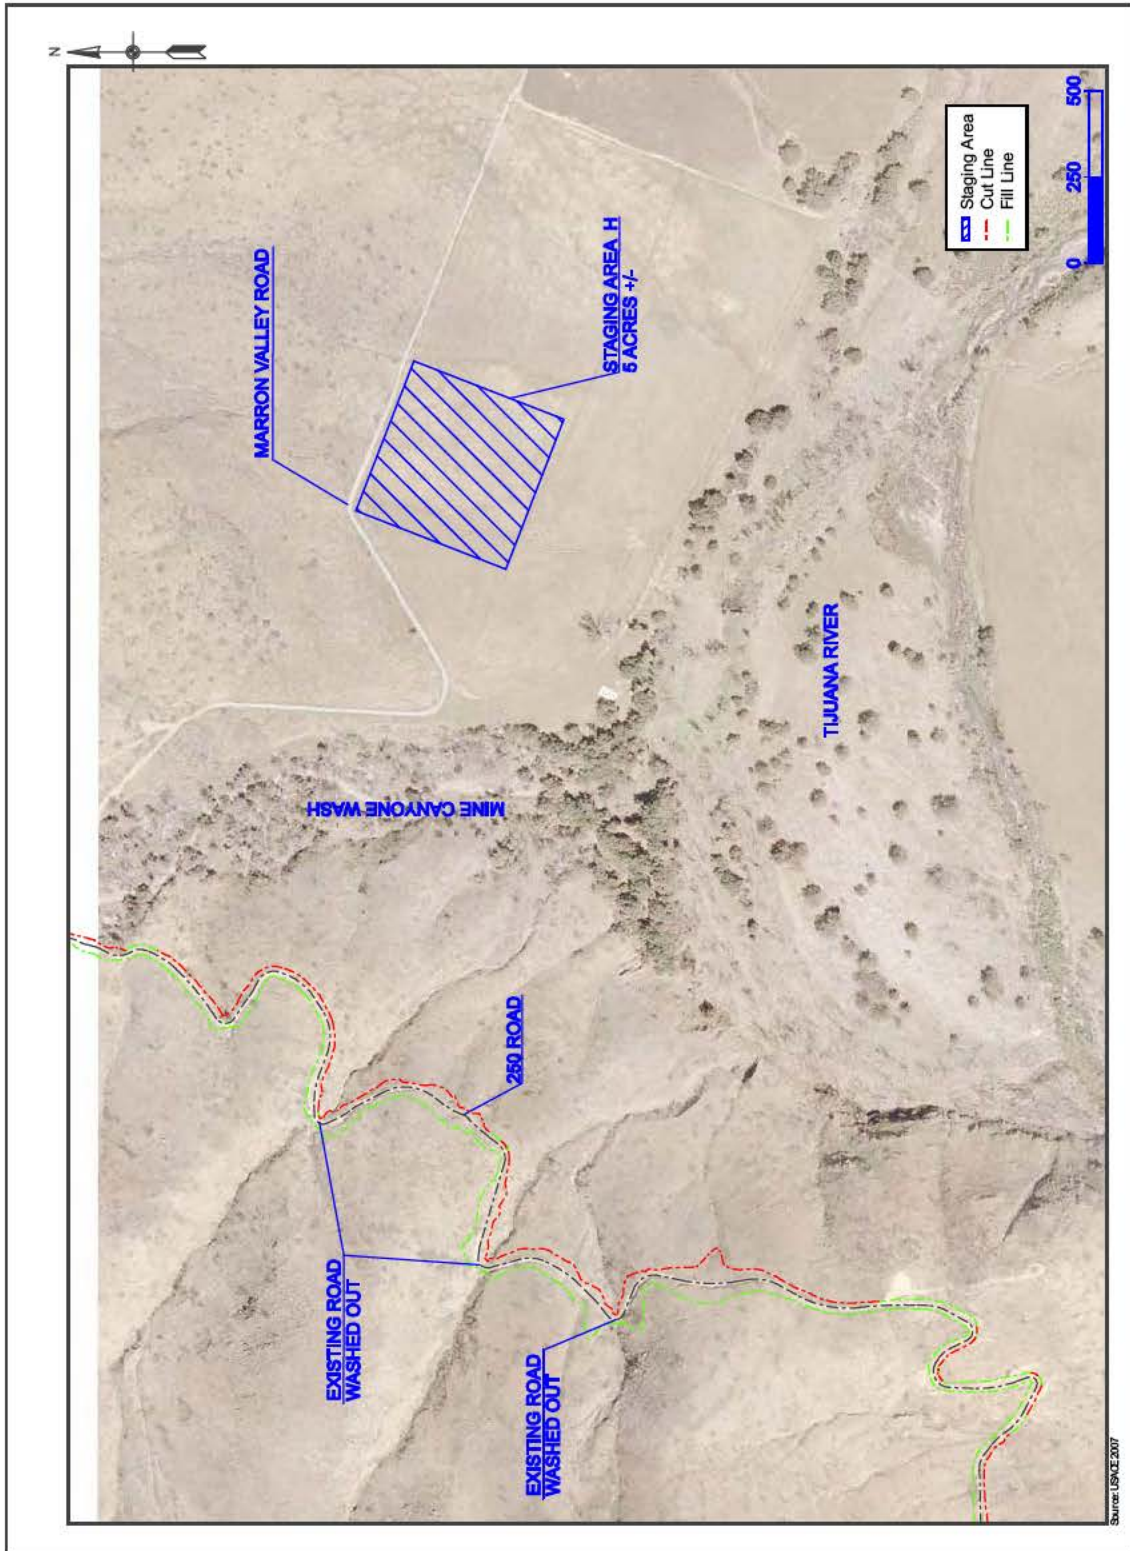 N
MARRON VALLEY ROAD
STAGING AREA H
5 ACRES +/-
MINE CANYONE WASH
TIJUANA RIVER
250 ROAD
EXISTING ROAD
WASHED OUT
EXISTING ROAD
WASHED OUT
Staging Area
Cut Line
Fill Line
0 250 500
Source: USACE 2007